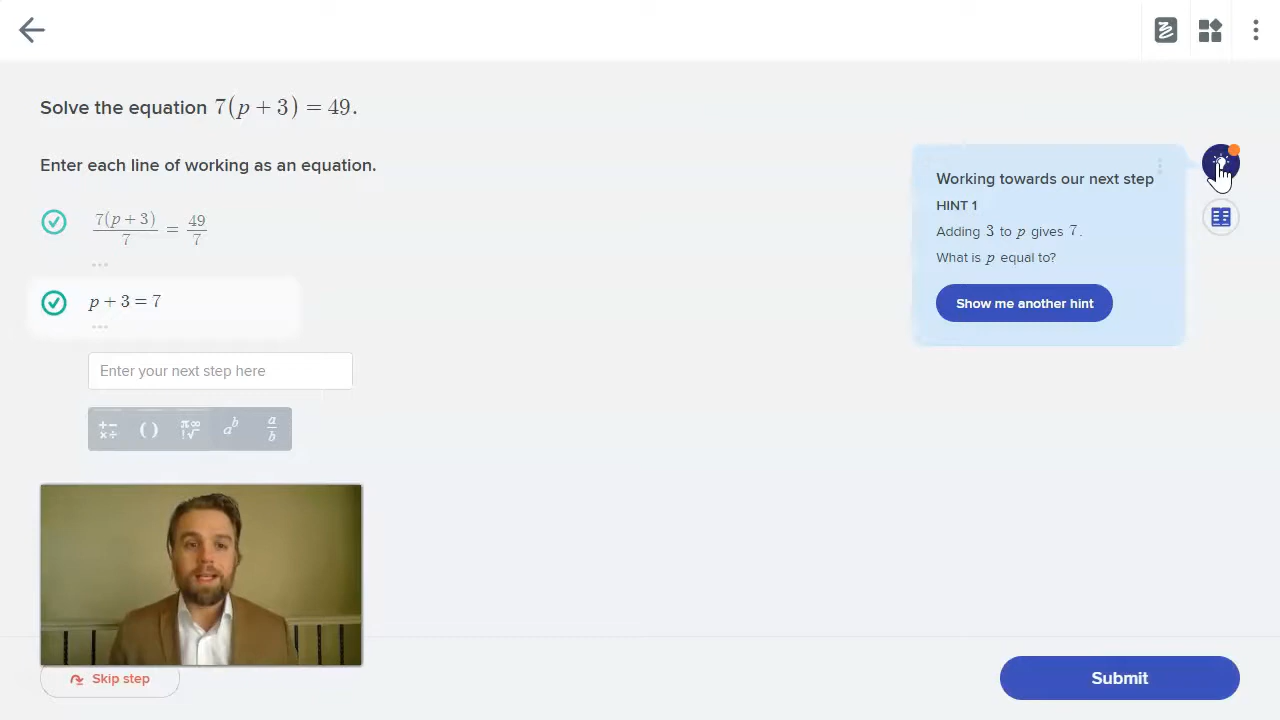 Solve the equation 7(p + 3) = 49.
Enter each line of working as an equation.
7(p + 3)/7 = 49/7
...
p + 3 = 7
...
Enter your next step here
+− ×÷ ( ) π∞ !√ a^b a/b
Working towards our next step
HINT 1
Adding 3 to p gives 7.
What is p equal to?
Show me another hint
Skip step
Submit